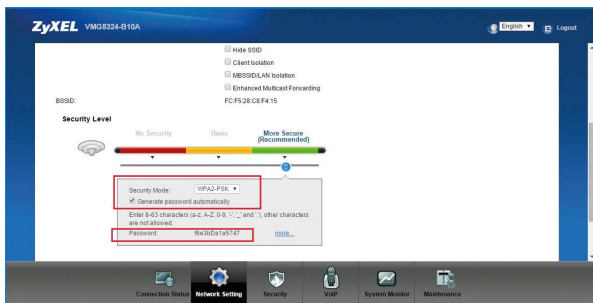 ZyXEL VMG8324-B10A
English
Logout
Hide SSID
Client Isolation
MBSSID/LAN Isolation
Enhanced Multicast Forwarding
BSSID:
FC:F5:28:C8:F4:15
Security Level
No Security
Basic
More Secure
(Recommended)
Security Mode:
WPA2-PSK
Generate password automatically
Enter 8-63 characters (a-z, A-Z, 0-9, '-', '_' and '.'), other characters
are not allowed.
Password:
more...
Connection Status
Network Setting
Security
VoIP
System Monitor
Maintenance